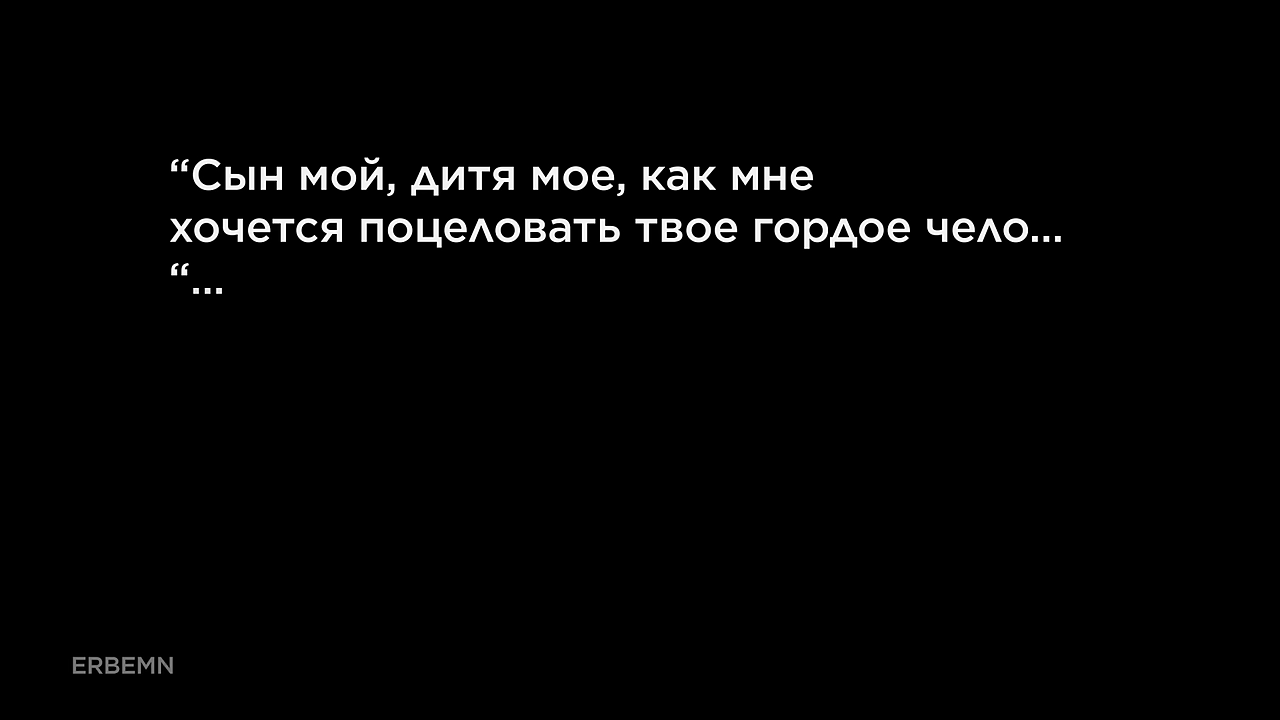 “Сын мой, дитя мое, как мне
хочется поцеловать твое гордое чело...
“...
ERBEMN